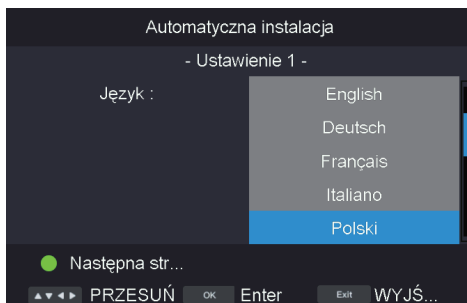 Automatyczna instalacja
- Ustawienie 1 -
Język :
English
Deutsch
Français
Italiano
Polski
Następna str...
▲▼◄► PRZESUŃ OK Enter Exit WYJŚ...